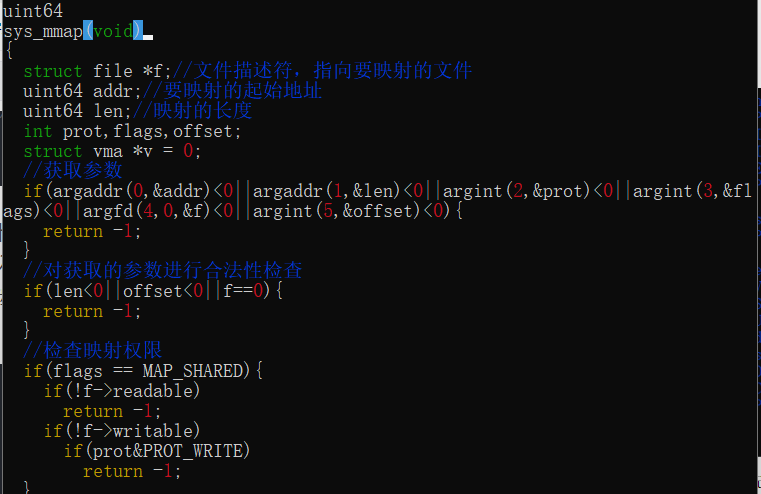 uint64
sys_mmap(void)
{
  struct file *f;//文件描述符，指向要映射的文件
  uint64 addr;//要映射的起始地址
  uint64 len;//映射的长度
  int prot,flags,offset;
  struct vma *v = 0;
  //获取参数
  if(argaddr(0,&addr)<0||argaddr(1,&len)<0||argint(2,&prot)<0||argint(3,&fl
ags)<0||argfd(4,0,&f)<0||argint(5,&offset)<0){
    return -1;
  }
  //对获取的参数进行合法性检查
  if(len<0||offset<0||f==0){
    return -1;
  }
  //检查映射权限
  if(flags == MAP_SHARED){
    if(!f->readable)
      return -1;
    if(!f->writable)
      if(prot&PROT_WRITE)
        return -1;
  }